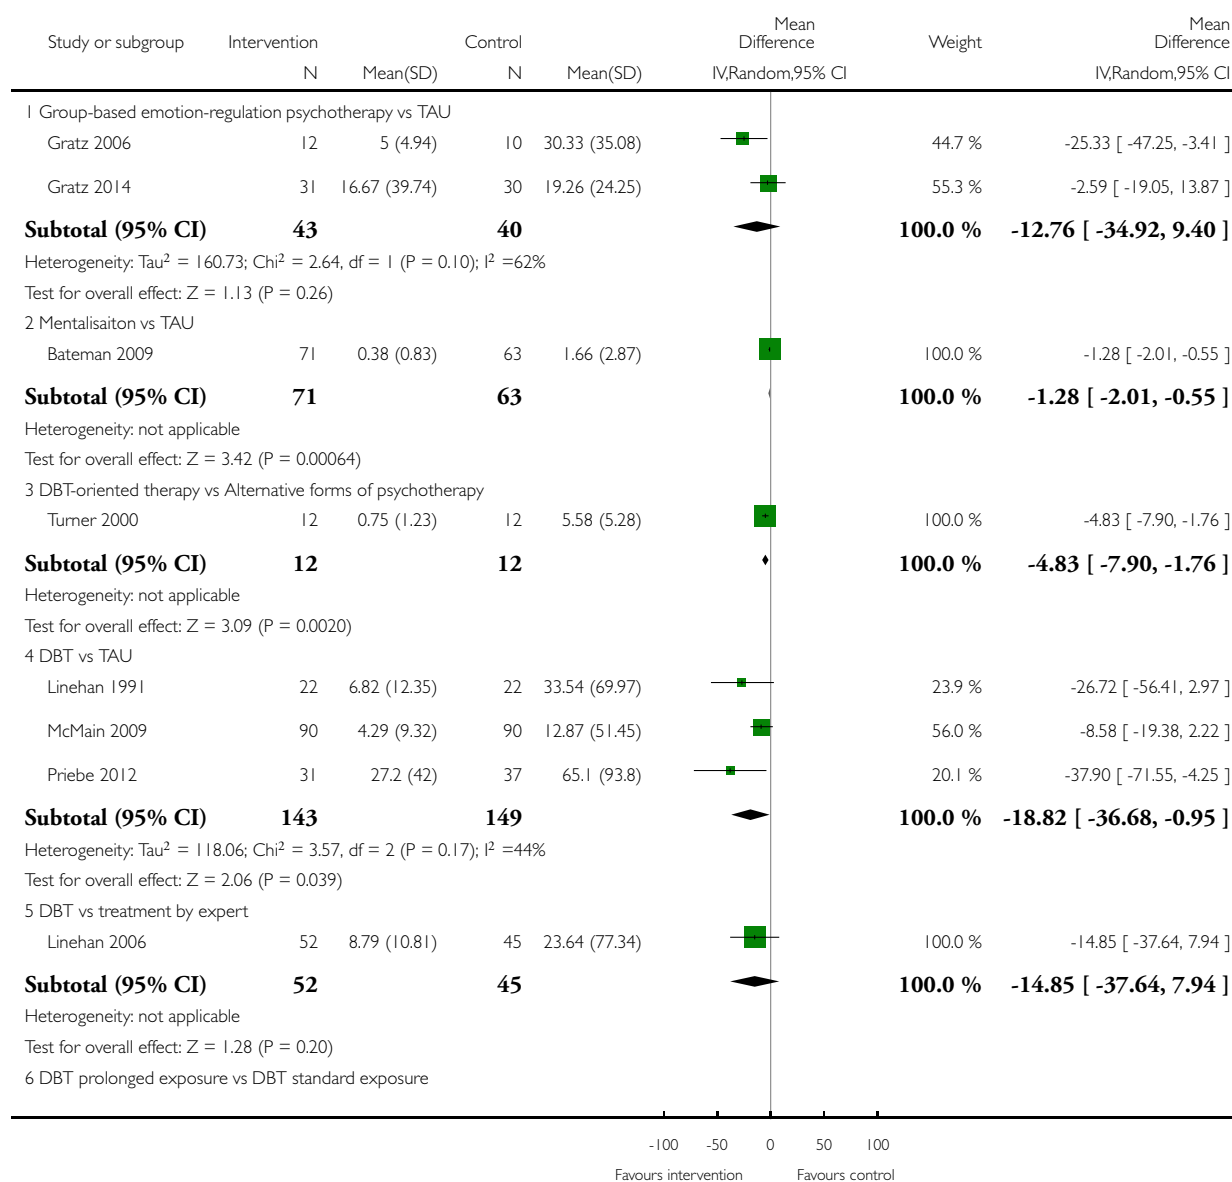 Study or subgroup Intervention Control Mean Difference Weight Mean Difference
N Mean(SD) N Mean(SD) IV,Random,95% CI IV,Random,95% CI
1 Group-based emotion-regulation psychotherapy vs TAU
Gratz 2006 12 5 (4.94) 10 30.33 (35.08) 44.7 % -25.33 [ -47.25, -3.41 ]
Gratz 2014 31 16.67 (39.74) 30 19.26 (24.25) 55.3 % -2.59 [ -19.05, 13.87 ]
Subtotal (95% CI) 43 40 100.0 % -12.76 [ -34.92, 9.40 ]
Heterogeneity: Tau² = 160.73; Chi² = 2.64, df = 1 (P = 0.10); I² =62%
Test for overall effect: Z = 1.13 (P = 0.26)
2 Mentalisaiton vs TAU
Bateman 2009 71 0.38 (0.83) 63 1.66 (2.87) 100.0 % -1.28 [ -2.01, -0.55 ]
Subtotal (95% CI) 71 63 100.0 % -1.28 [ -2.01, -0.55 ]
Heterogeneity: not applicable
Test for overall effect: Z = 3.42 (P = 0.00064)
3 DBT-oriented therapy vs Alternative forms of psychotherapy
Turner 2000 12 0.75 (1.23) 12 5.58 (5.28) 100.0 % -4.83 [ -7.90, -1.76 ]
Subtotal (95% CI) 12 12 100.0 % -4.83 [ -7.90, -1.76 ]
Heterogeneity: not applicable
Test for overall effect: Z = 3.09 (P = 0.0020)
4 DBT vs TAU
Linehan 1991 22 6.82 (12.35) 22 33.54 (69.97) 23.9 % -26.72 [ -56.41, 2.97 ]
McMain 2009 90 4.29 (9.32) 90 12.87 (51.45) 56.0 % -8.58 [ -19.38, 2.22 ]
Priebe 2012 31 27.2 (42) 37 65.1 (93.8) 20.1 % -37.90 [ -71.55, -4.25 ]
Subtotal (95% CI) 143 149 100.0 % -18.82 [ -36.68, -0.95 ]
Heterogeneity: Tau² = 118.06; Chi² = 3.57, df = 2 (P = 0.17); I² =44%
Test for overall effect: Z = 2.06 (P = 0.039)
5 DBT vs treatment by expert
Linehan 2006 52 8.79 (10.81) 45 23.64 (77.34) 100.0 % -14.85 [ -37.64, 7.94 ]
Subtotal (95% CI) 52 45 100.0 % -14.85 [ -37.64, 7.94 ]
Heterogeneity: not applicable
Test for overall effect: Z = 1.28 (P = 0.20)
6 DBT prolonged exposure vs DBT standard exposure
-100 -50 0 50 100
Favours intervention Favours control